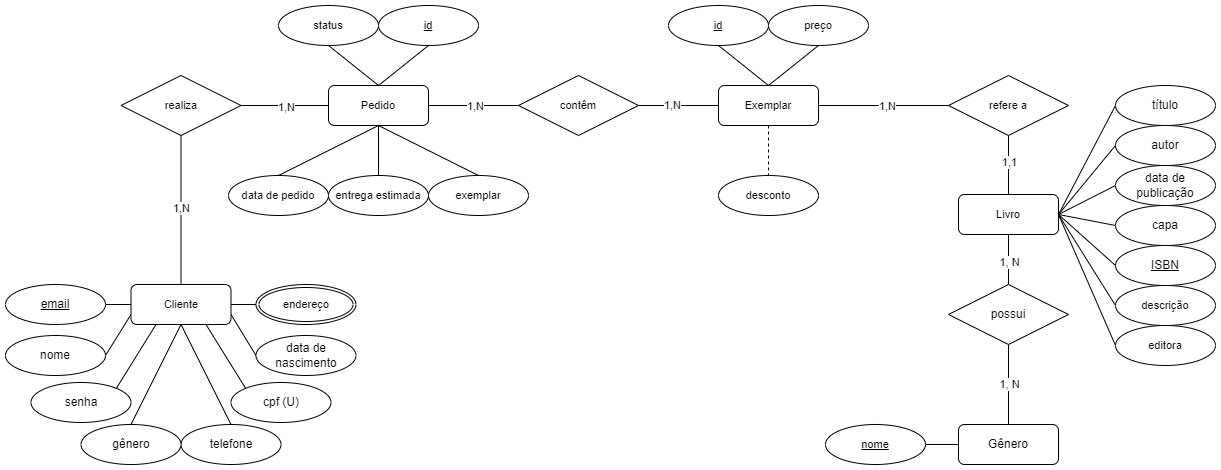 status
id
id
preço
realiza
1,N
Pedido
1,N
contêm
1,N
Exemplar
1,N
refere a
título
autor
data de
publicação
capa
ISBN
descrição
editora
1,1
data de pedido
entrega estimada
exemplar
desconto
1,N
Livro
1, N
email
Cliente
endereço
possui
nome
data de
nascimento
senha
cpf (U)
1, N
gênero
telefone
nome
Gênero